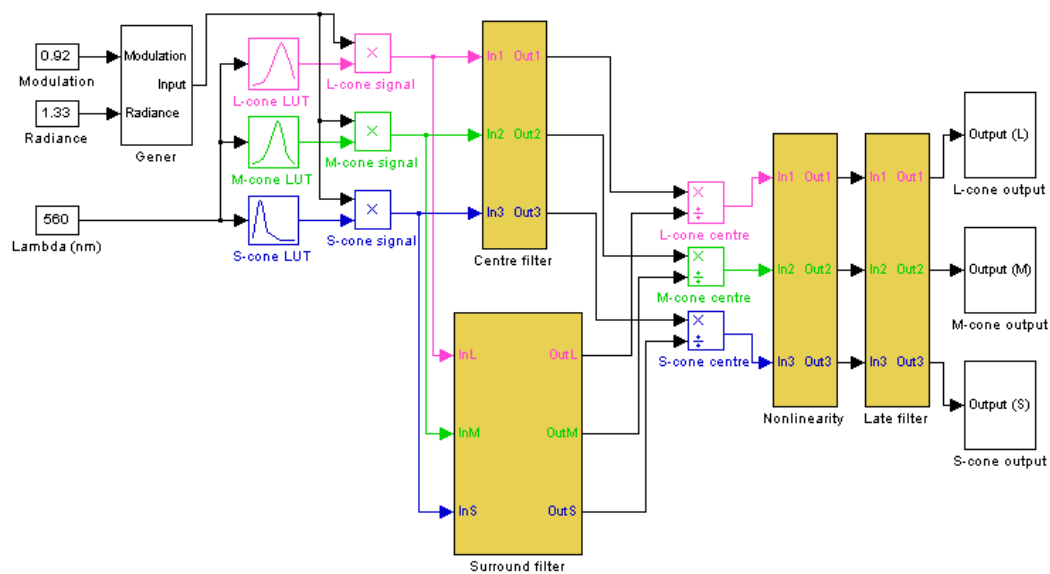 0.92
Modulation
1.33
Radiance
Modulation
Input
Radiance
Gener
560
Lambda (nm)
L-cone LUT
M-cone LUT
S-cone LUT
×
L-cone signal
×
M-cone signal
×
S-cone signal
In1 Out1
In2 Out2
In3 Out3
Centre filter
InL OutL
InM OutM
InS OutS
Surround filter
×
÷
L-cone centre
×
÷
M-cone centre
×
÷
S-cone centre
In1 Out1
In2 Out2
In3 Out3
Nonlinearity
In1 Out1
In2 Out2
In3 Out3
Late filter
Output (L)
L-cone output
Output (M)
M-cone output
Output (S)
S-cone output